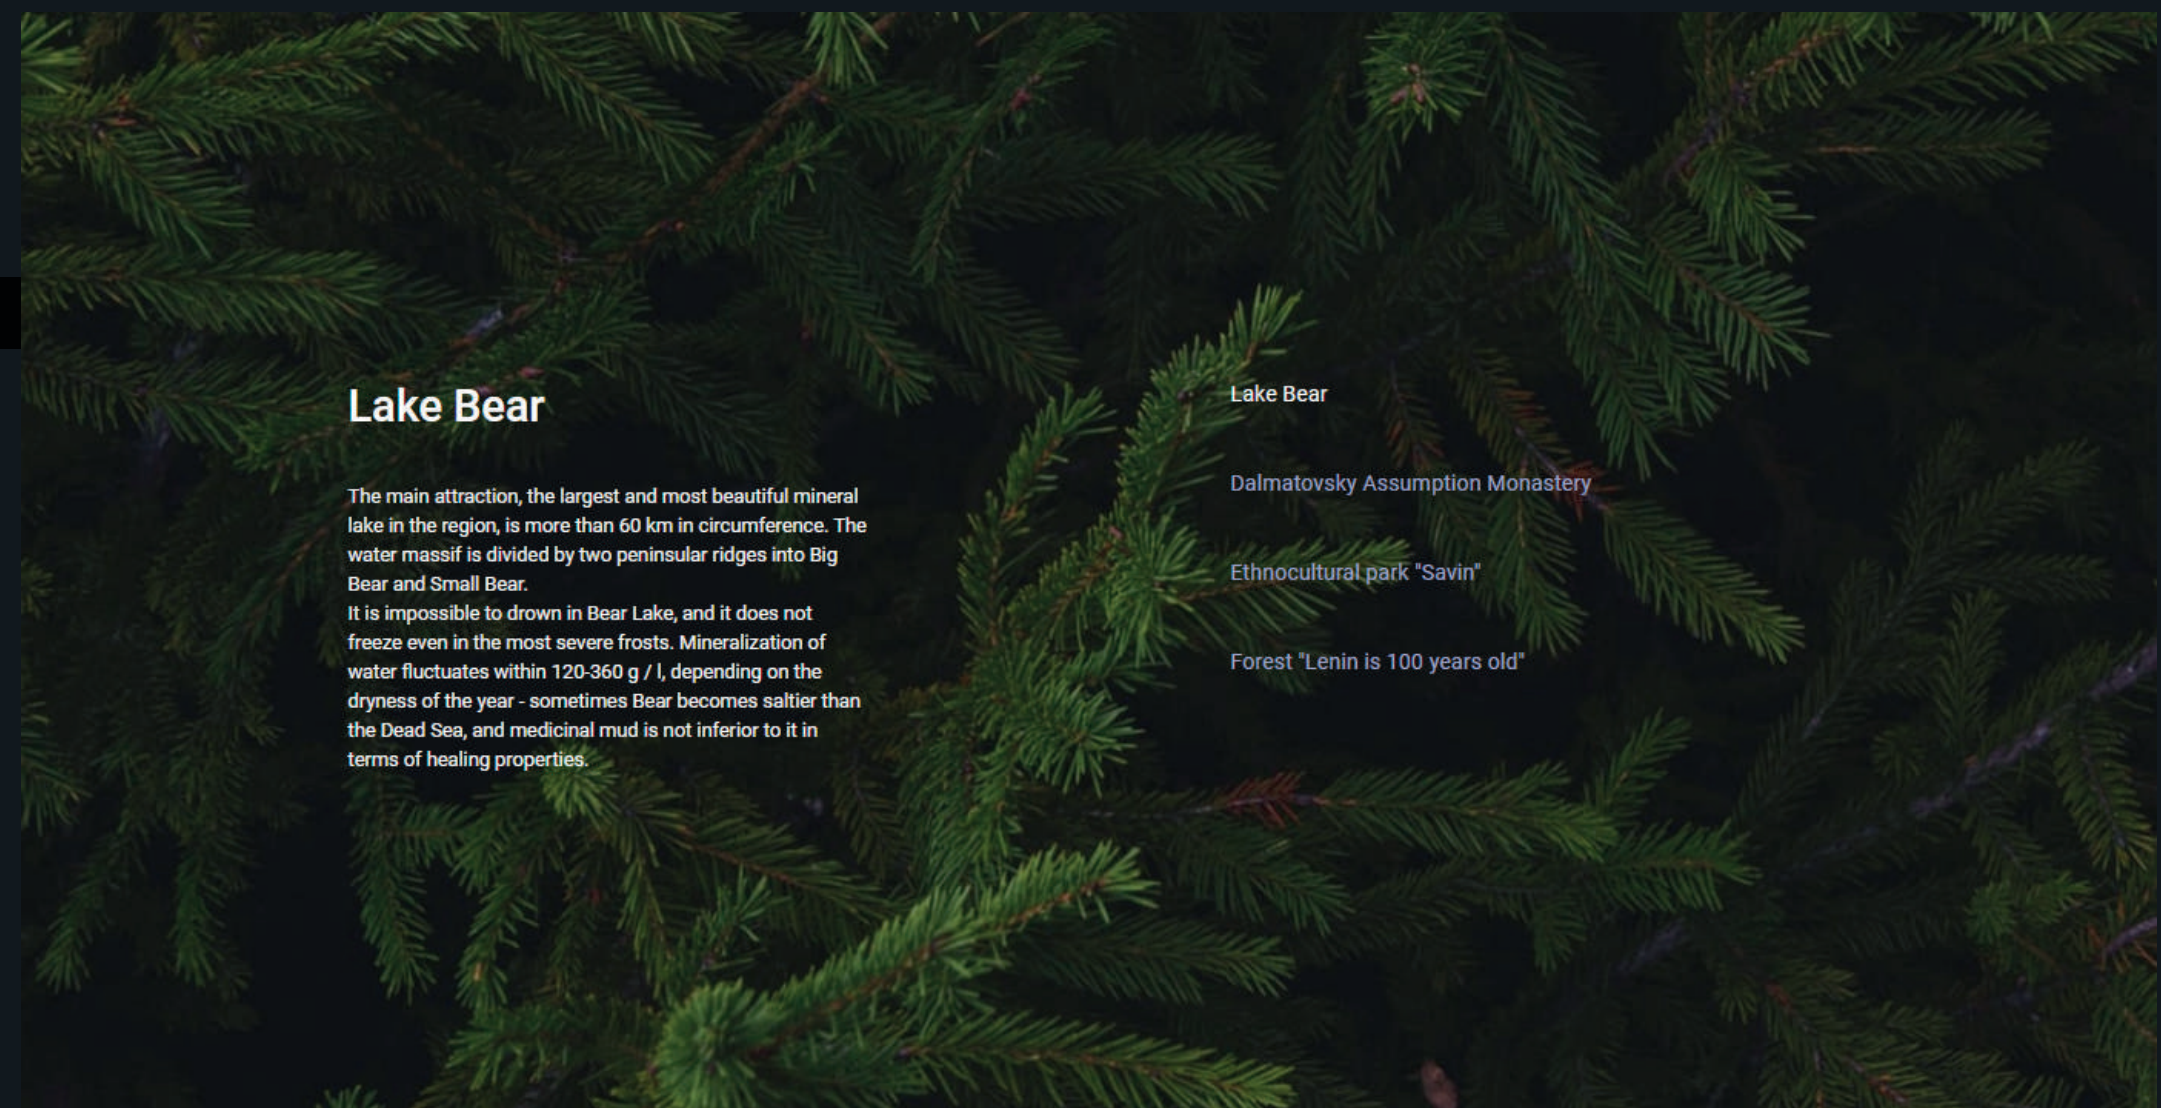 Lake Bear
The main attraction, the largest and most beautiful mineral
lake in the region, is more than 60 km in circumference. The
water massif is divided by two peninsular ridges into Big
Bear and Small Bear.
It is impossible to drown in Bear Lake, and it does not
freeze even in the most severe frosts. Mineralization of
water fluctuates within 120-360 g / l, depending on the
dryness of the year - sometimes Bear becomes saltier than
the Dead Sea, and medicinal mud is not inferior to it in
terms of healing properties.
Lake Bear
Dalmatovsky Assumption Monastery
Ethnocultural park "Savin"
Forest "Lenin is 100 years old"